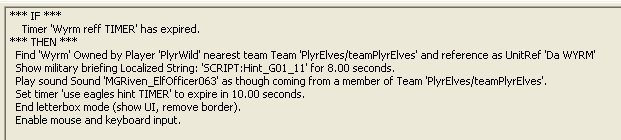 *** IF ***
Timer 'Wyrm reff TIMER' has expired.
*** THEN ***
Find 'Wyrm' Owned by Player 'PlyrWild' nearest team Team 'PlyrElves/teamPlyrElves' and reference as UnitRef 'Da WYRM'
Show military briefing Localized String: 'SCRIPT:Hint_G01_11' for 8.00 seconds.
Play sound Sound 'MGRiven_ElfOfficer063' as though coming from a member of Team 'PlyrElves/teamPlyrElves'.
Set timer 'use eagles hint TIMER' to expire in 10.00 seconds.
End letterbox mode (show UI, remove border).
Enable mouse and keyboard input.